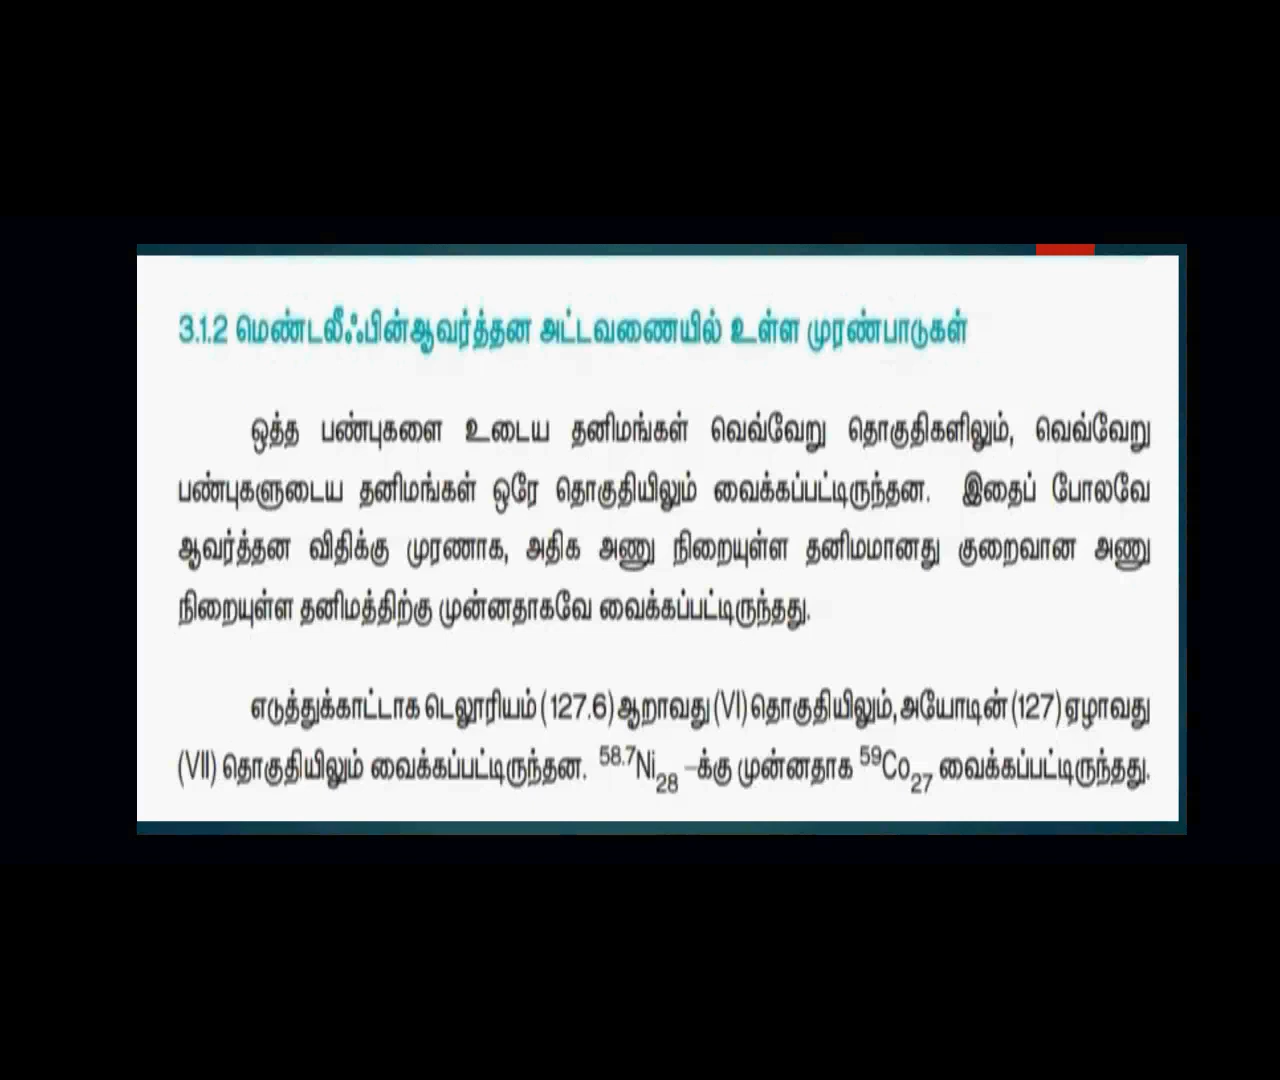 3.1.2 மெண்டலீஃபின்ஆவர்த்தன அட்டவணையில் உள்ள முரண்பாடுகள்
ஒத்த பண்புகளை உடைய தனிமங்கள் வெவ்வேறு தொகுதிகளிலும், வெவ்வேறு
பண்புகளுடைய தனிமங்கள் ஒரே தொகுதியிலும் வைக்கப்பட்டிருந்தன. இதைப் போலவே
ஆவர்த்தன விதிக்கு முரணாக, அதிக அணு நிறையுள்ள தனிமமானது குறைவான அணு
நிறையுள்ள தனிமத்திற்கு முன்னதாகவே வைக்கப்பட்டிருந்தது.
எடுத்துக்காட்டாக டெலூரியம் (127.6) ஆறாவது (VI) தொகுதியிலும், அயோடின் (127) ஏழாவது
(VII) தொகுதியிலும் வைக்கப்பட்டிருந்தன. ⁵⁸·⁷Ni₂₈ –க்கு முன்னதாக ⁵⁹Co₂₇ வைக்கப்பட்டிருந்தது.